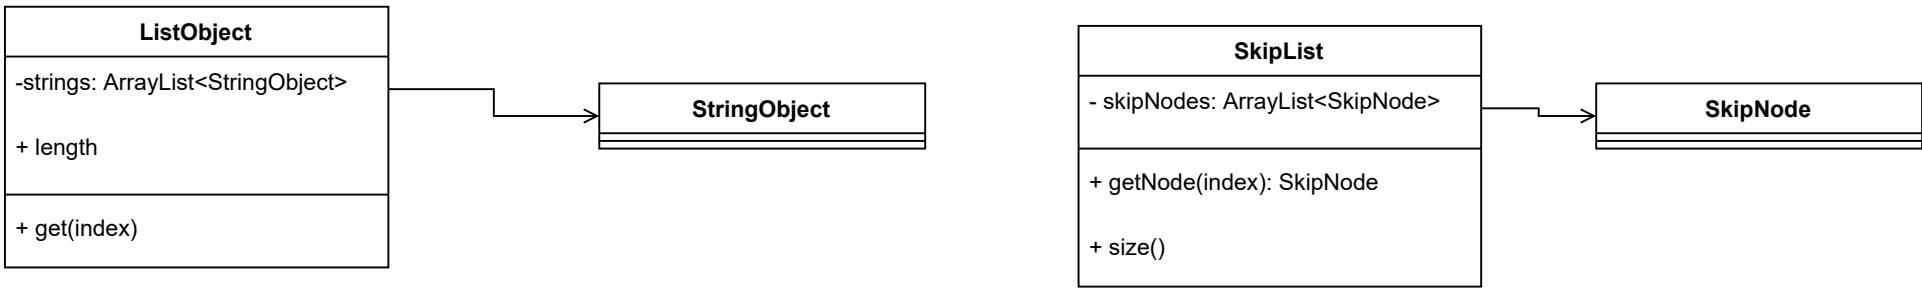 ListObject
-strings: ArrayList<StringObject>
+ length
+ get(index)
StringObject
SkipList
- skipNodes: ArrayList<SkipNode>
+ getNode(index): SkipNode
+ size()
SkipNode